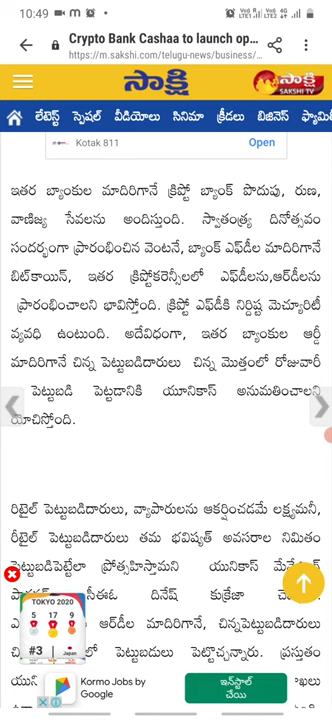 10:49
Crypto Bank Cashaa to launch op...
https://m.sakshi.com/telugu-news/business/...
సాక్షి
సాక్షి
SAKSHI TV
లేటెస్ట్ స్పెషల్ వీడియోలు సినిమా క్రీడలు బిజినెస్ ఫ్యామి
Kotak 811
Open
ఇతర బ్యాంకుల మాదిరిగానే క్రిప్టో బ్యాంక్ పొదుపు, రుణ,
వాణిజ్య సేవలను అందిస్తుంది. స్వాతంత్ర్య దినోత్సవం
సందర్భంగా ప్రారంభించిన వెంటనే, బ్యాంక్ ఎఫ్‌డీల మాదిరిగానే
బిట్‌కాయిన్, ఇతర క్రిప్టోకరెన్సీలలో ఎఫ్‌డీలను,ఆర్‌డీలను
ప్రారంభించాలని భావిస్తోంది. క్రిప్టో ఎఫ్‌డీకి నిర్దిష్ట మెచ్యూరిటీ
వ్యవధి ఉంటుంది. అదేవిధంగా, ఇతర బ్యాంకుల ఆర్డీ
మాదిరిగానే చిన్న పెట్టుబడిదారులు చిన్న మొత్తంలో రోజువారీ
పెట్టుబడి పెట్టడానికి యూనికాస్ అనుమతించాలని
యోచిస్తోంది.
రిటైల్ పెట్టుబడిదారులు, వ్యాపారులను ఆకర్షించడమే లక్ష్యమనీ,
రీటైల్ పెట్టుబడిదారులు తమ భవిష్యత్ అవసరాల నిమితం
పెట్టుబడిపెట్టేలా ప్రోత్సహిస్తామని యునికాస్
సీఈఓ దినేష్ కుక్రేజా
ఆర్‌డీల మాదిరిగానే, చిన్నపెట్టుబడిదారులు
లో పెట్టుబడులు పెట్టొచ్చన్నారు. ప్రస్తుతం
TOKYO 2020
5 17 9
#3 Japan
Kormo Jobs by
Google
ఇన్‌స్టాల్
చేయి